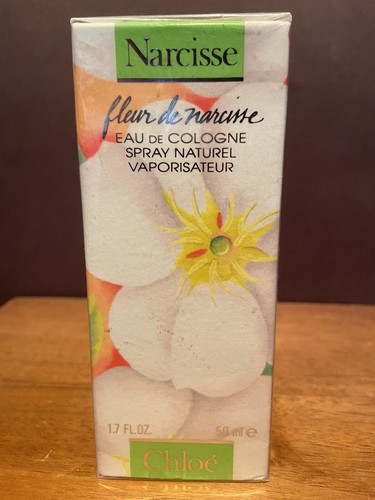 Narcisse
fleur de narcisse
EAU DE COLOGNE
SPRAY NATUREL
VAPORISATEUR
1.7 FL.OZ. 50 ml e
Chloé